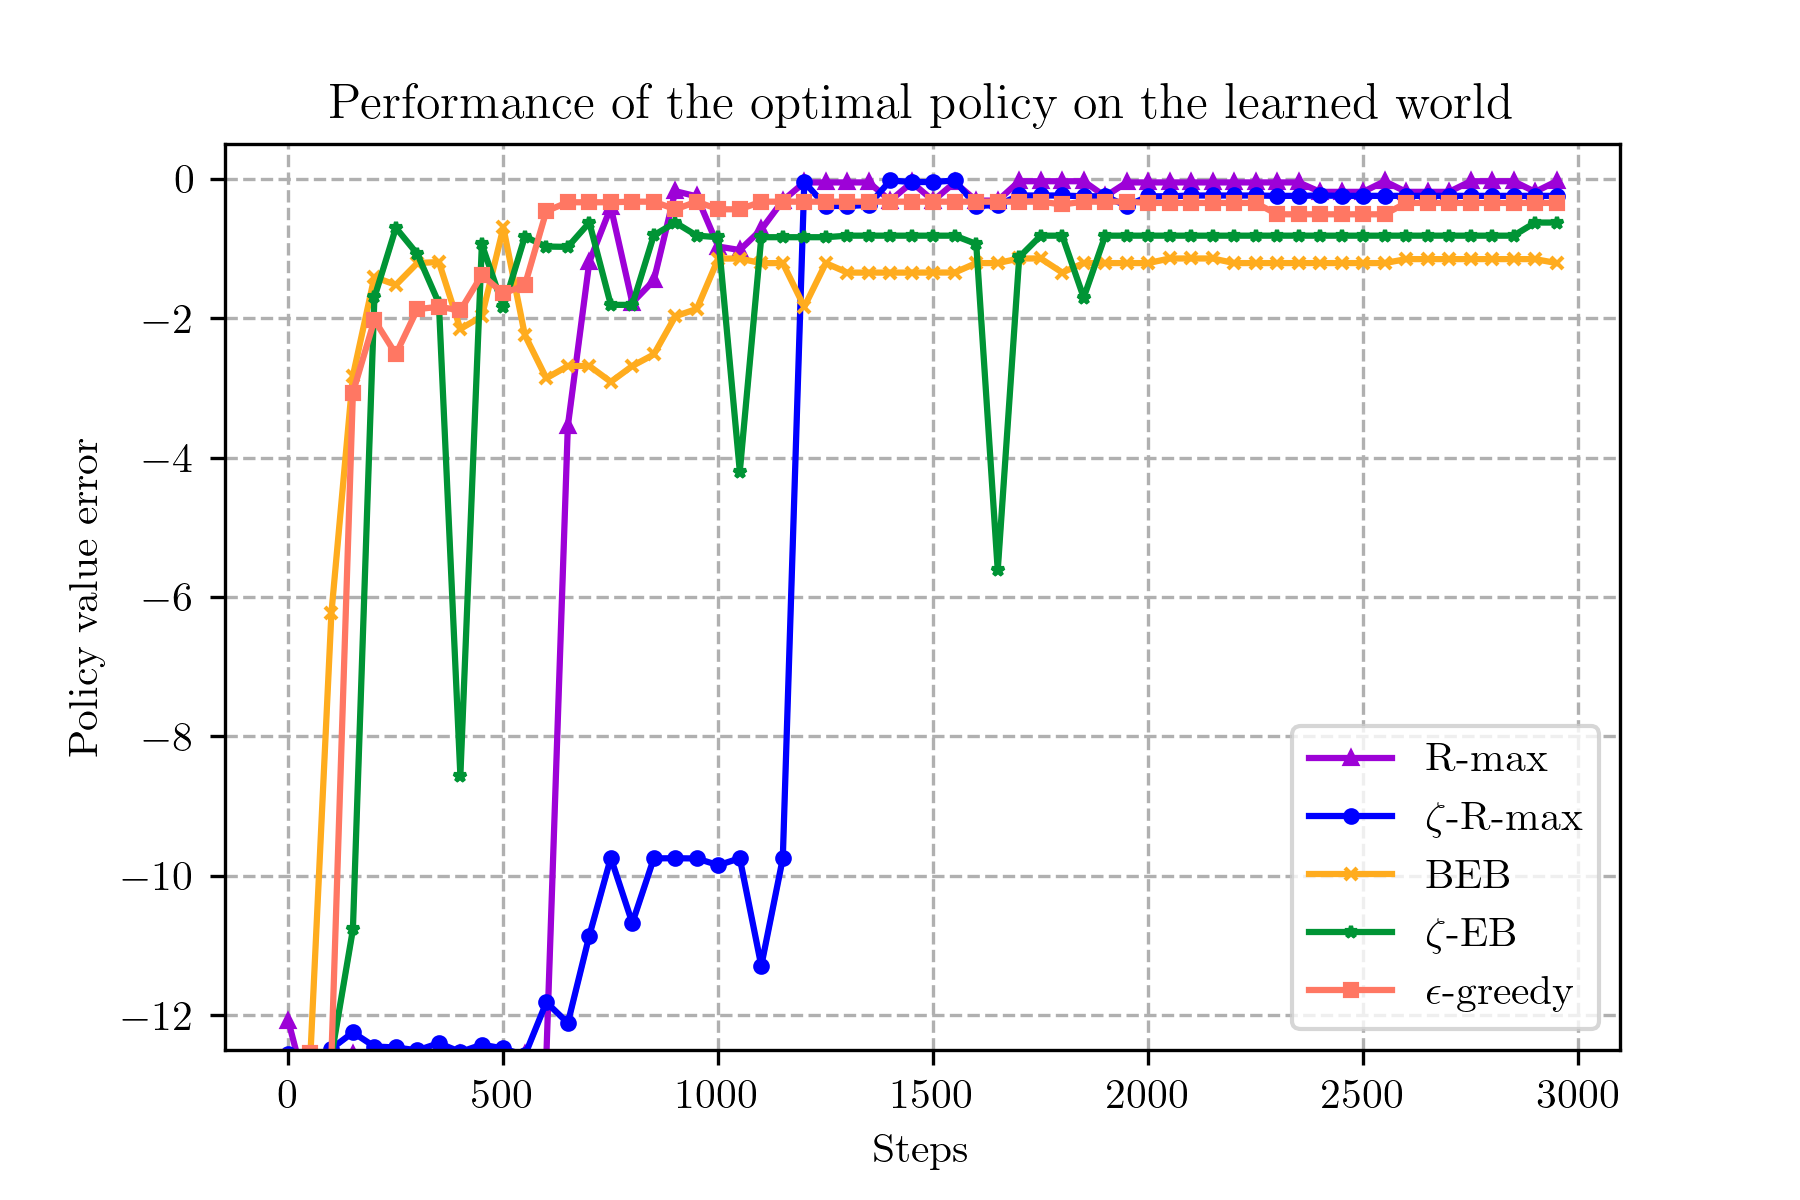 Performance of the optimal policy on the learned world
Policy value error
0
−2
−4
−6
−8
−10
−12
R-max
ζ-R-max
BEB
ζ-EB
ϵ-greedy
0 500 1000 1500 2000 2500 3000
Steps